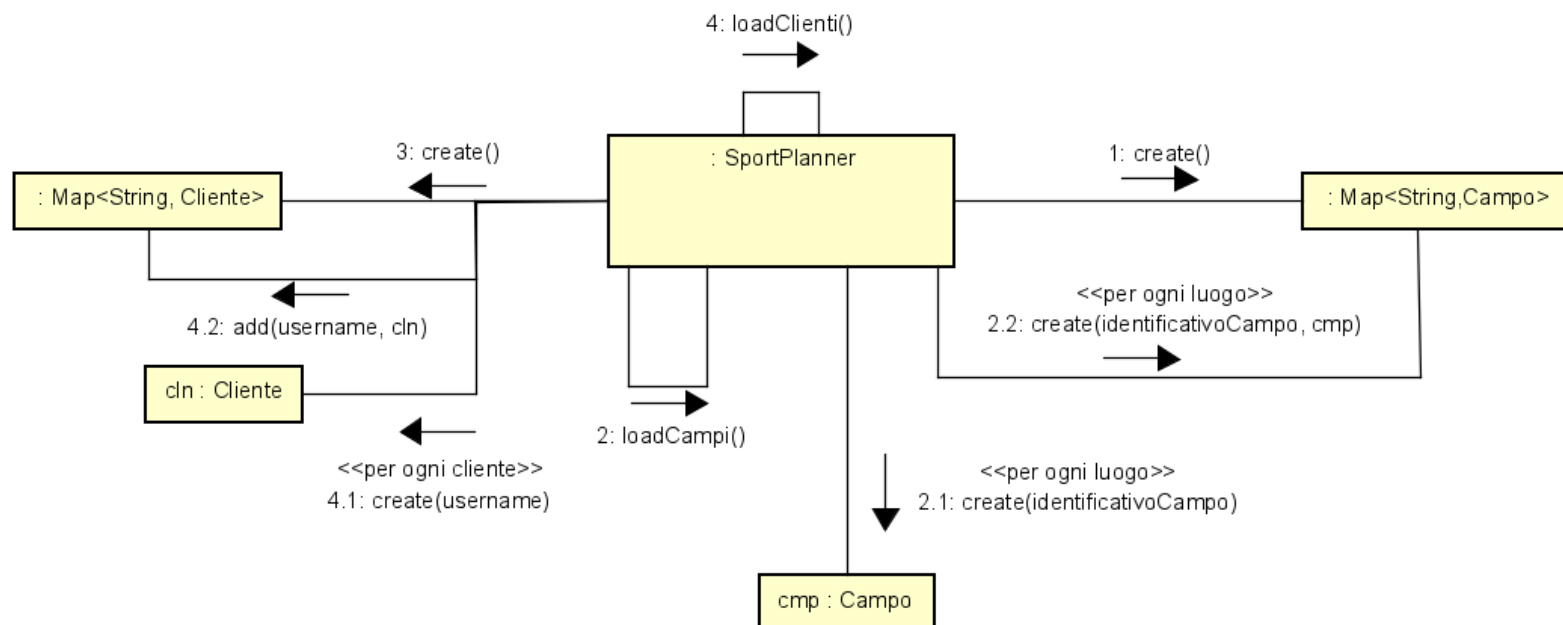 4: loadClienti()
3: create()
: SportPlanner
1: create()
: Map<String, Cliente>
: Map<String,Campo>
<<per ogni luogo>>
2.2: create(identificativoCampo, cmp)
4.2: add(username, cln)
cln : Cliente
2: loadCampi()
<<per ogni cliente>>
4.1: create(username)
<<per ogni luogo>>
2.1: create(identificativoCampo)
cmp : Campo